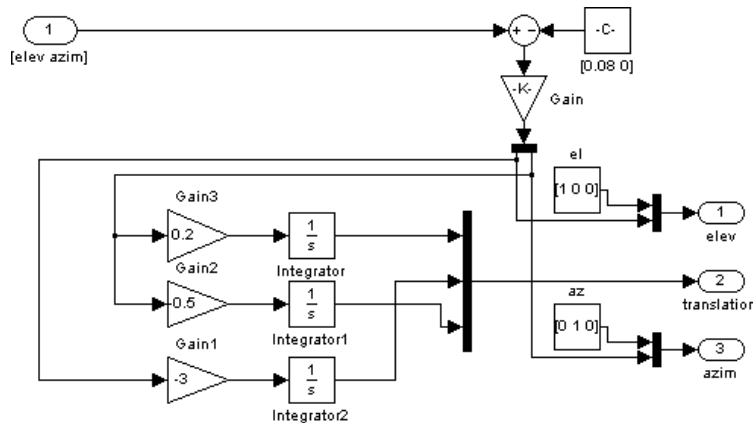 1
[elev azim]
+ -
-C-
[0.08 0]
-K-
Gain
el
[1 0 0]
1
elev
Gain3
0.2
1
s
Integrator
2
translation
Gain2
0.5
1
s
Integrator1
az
[0 1 0]
3
azim
Gain1
-3
1
s
Integrator2